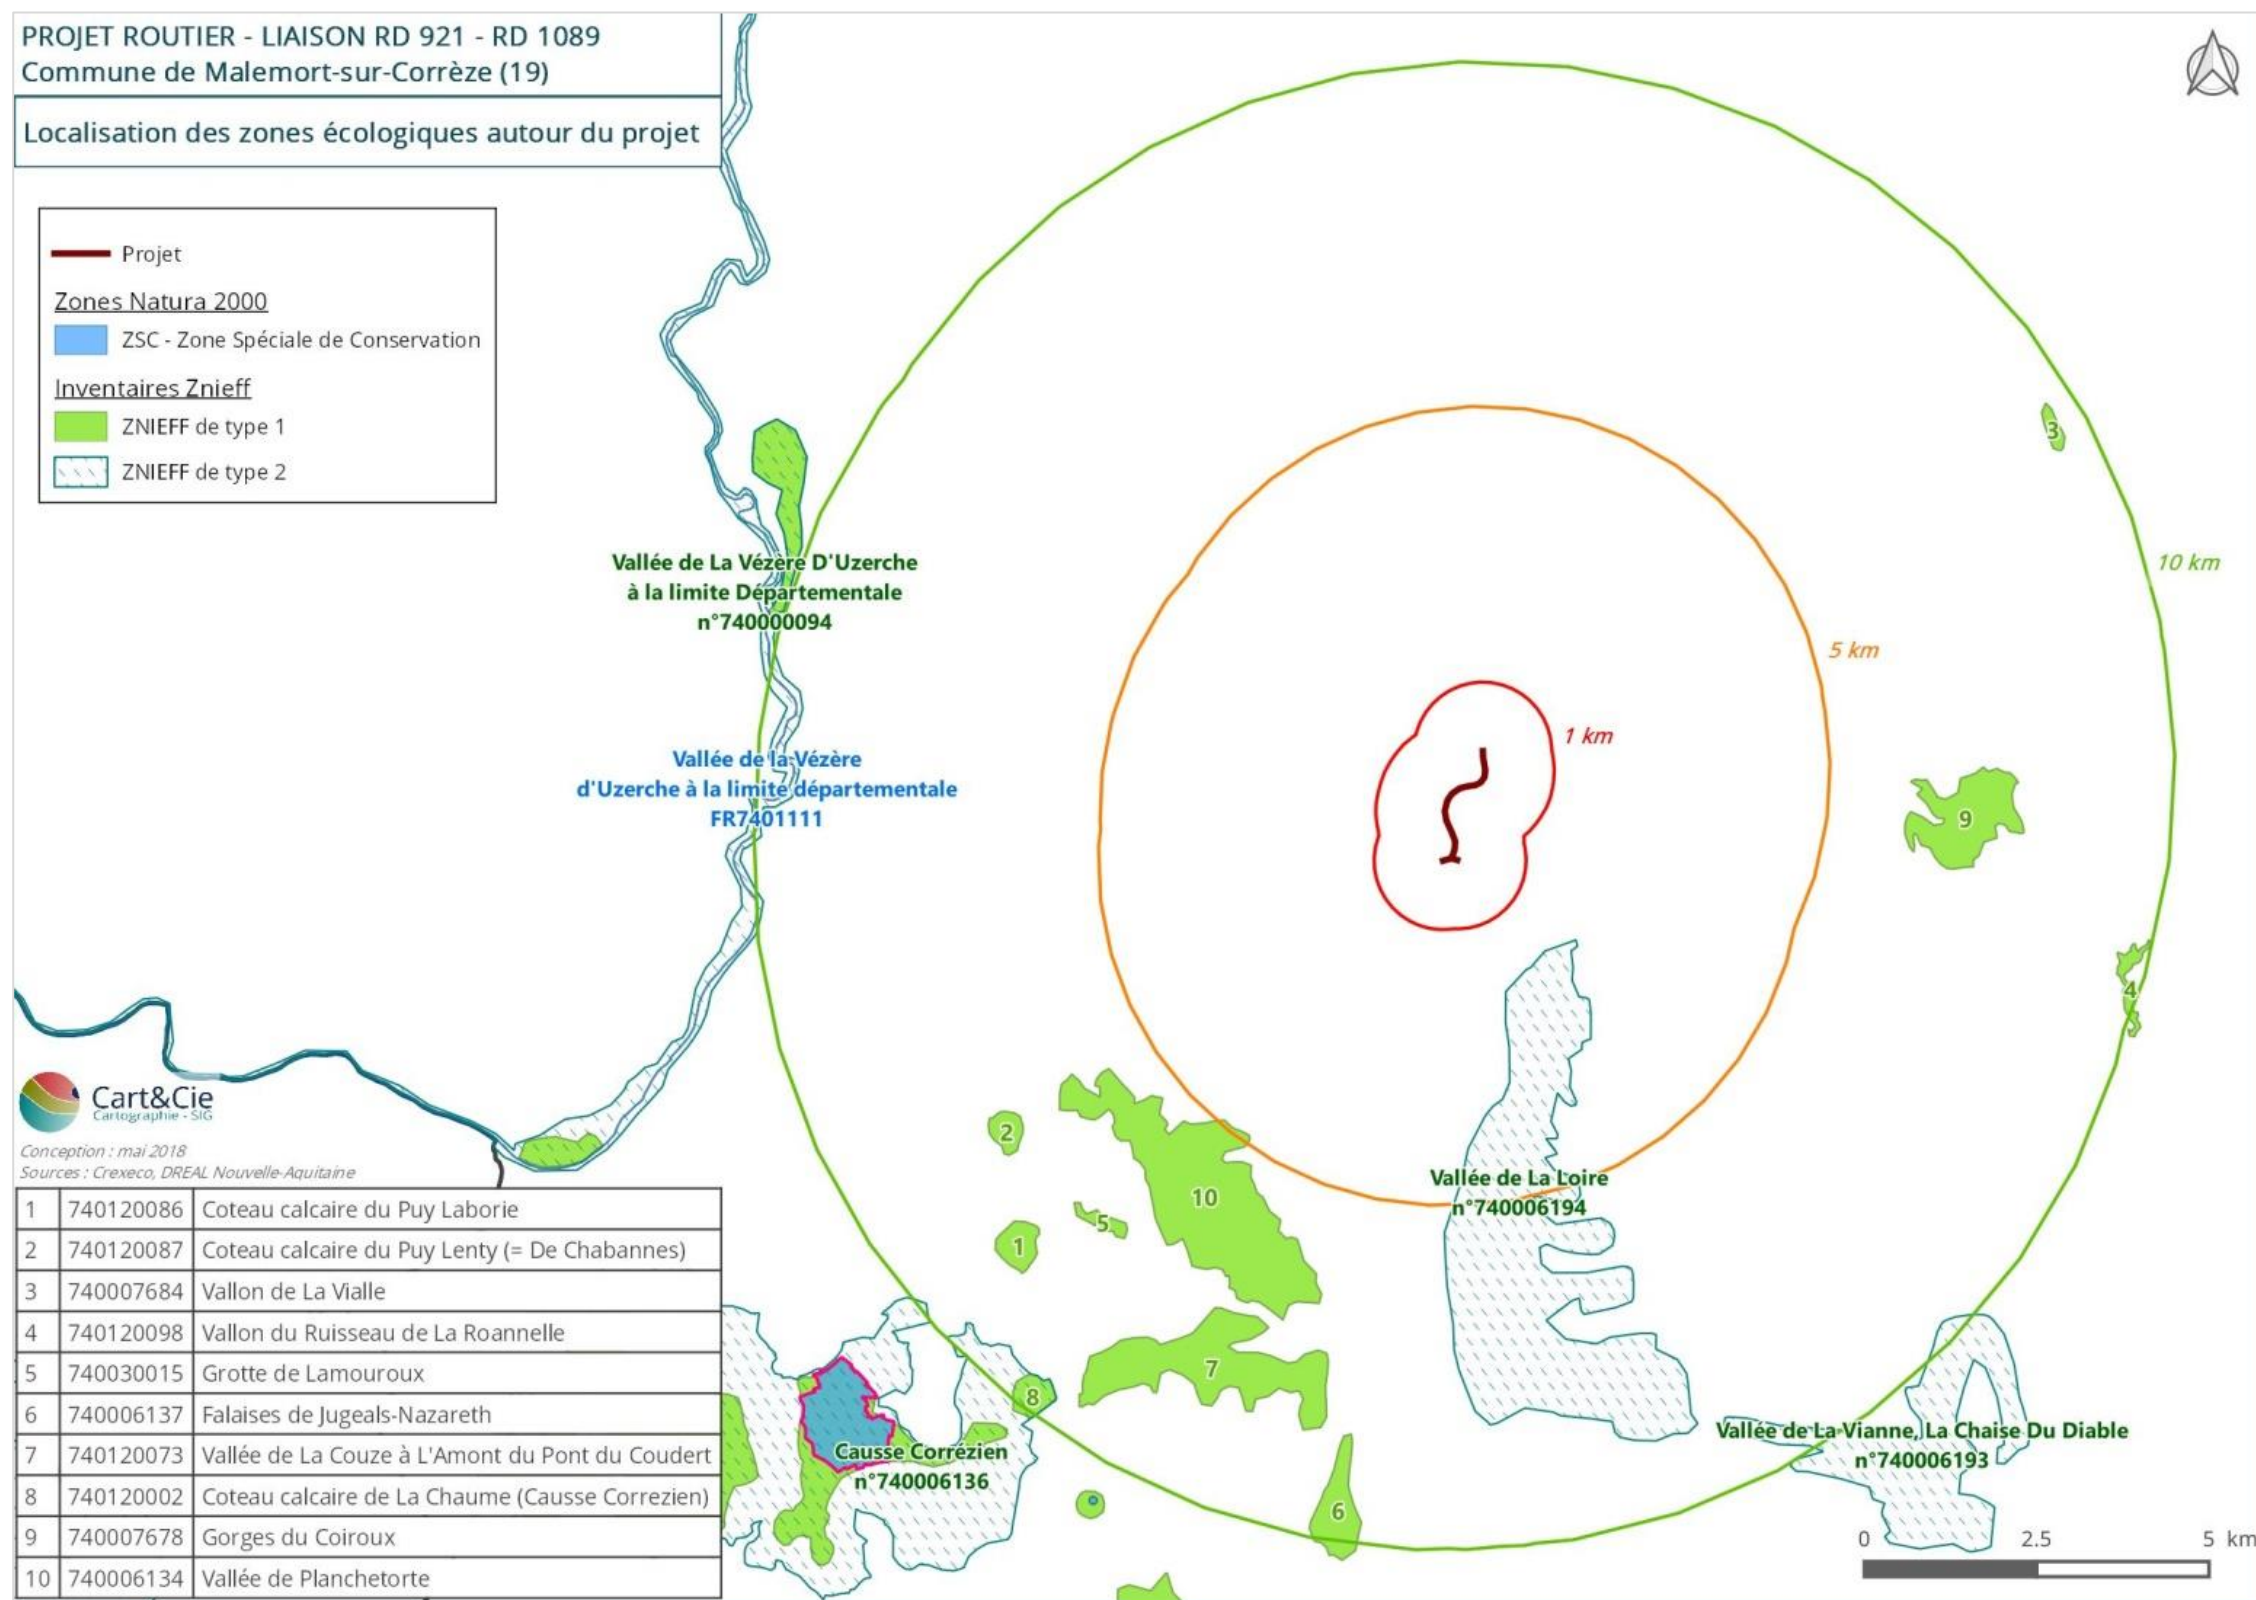 PROJET ROUTIER - LIAISON RD 921 - RD 1089
Commune de Malemort-sur-Corrèze (19)
Localisation des zones écologiques autour du projet
Projet
Zones Natura 2000
ZSC - Zone Spéciale de Conservation
Inventaires Znieff
ZNIEFF de type 1
ZNIEFF de type 2
3
10 km
Vallée de La Vézère D'Uzerche
à la limite Départementale
n°740000094
5 km
1 km
Vallée de la Vézère
d'Uzerche à la limite départementale
FR7401111
9
4
2
10
5
1
Vallée de La Loire
n°740006194
7
8
6
Causse Corrézien
n°740006136
Vallée de La Vianne, La Chaise Du Diable
n°740006193
0 2.5 5 km
Cart&Cie
Cartographie - SIG
Conception : mai 2018
Sources : Crexeco, DREAL Nouvelle-Aquitaine
1 740120086 Coteau calcaire du Puy Laborie
2 740120087 Coteau calcaire du Puy Lenty (= De Chabannes)
3 740007684 Vallon de La Vialle
4 740120098 Vallon du Ruisseau de La Roannelle
5 740030015 Grotte de Lamouroux
6 740006137 Falaises de Jugeals-Nazareth
7 740120073 Vallée de La Couze à L'Amont du Pont du Coudert
8 740120002 Coteau calcaire de La Chaume (Causse Correzien)
9 740007678 Gorges du Coiroux
10 740006134 Vallée de Planchetorte